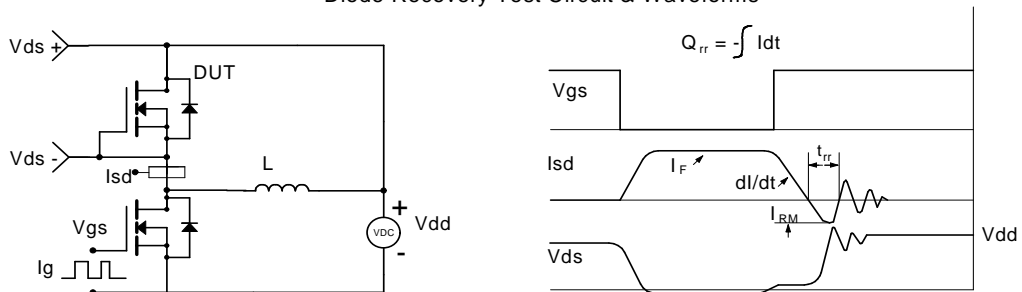 Diode Recovery Test Circuit & Waveforms
Vds +
DUT
Vds -
Isd
L
Vgs
Ig
+
VDC
-
Vdd
Q rr = - ∫ Idt
Vgs
Isd
I F
dI/dt
t rr
I RM
Vds
Vdd